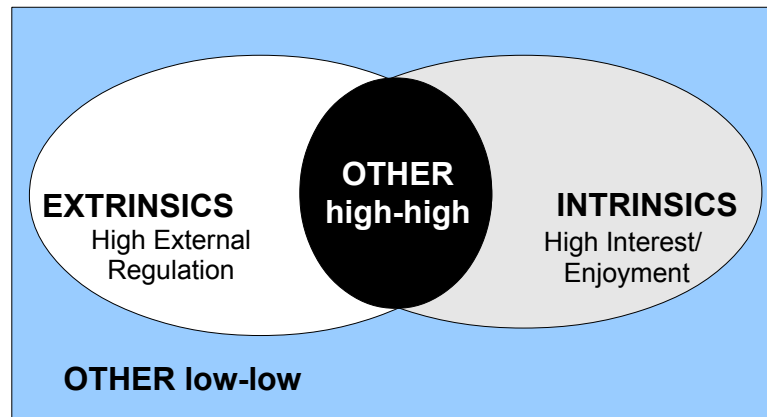 EXTRINSICS
High External
Regulation
OTHER
high-high
INTRINSICS
High Interest/
Enjoyment
OTHER low-low